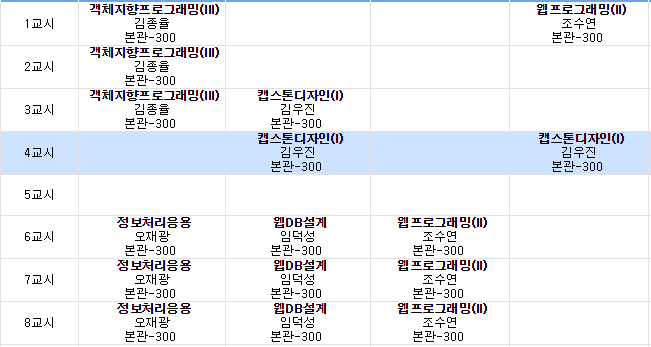 객체지향프로그래밍(III) 웹프로그래밍(II)
1교시 김종율 조수연
본관-300 본관-300
객체지향프로그래밍(III)
2교시 김종율
본관-300
객체지향프로그래밍(III) 캡스톤디자인(I)
3교시 김종율 김우진
본관-300 본관-300
캡스톤디자인(I) 캡스톤디자인(I)
4교시 김우진 김우진
본관-300 본관-300
5교시
정보처리응용 웹DB설계 웹프로그래밍(II)
6교시 오재광 임덕성 조수연
본관-300 본관-300 본관-300
정보처리응용 웹DB설계 웹프로그래밍(II)
7교시 오재광 임덕성 조수연
본관-300 본관-300 본관-300
정보처리응용 웹DB설계 웹프로그래밍(II)
8교시 오재광 임덕성 조수연
본관-300 본관-300 본관-300